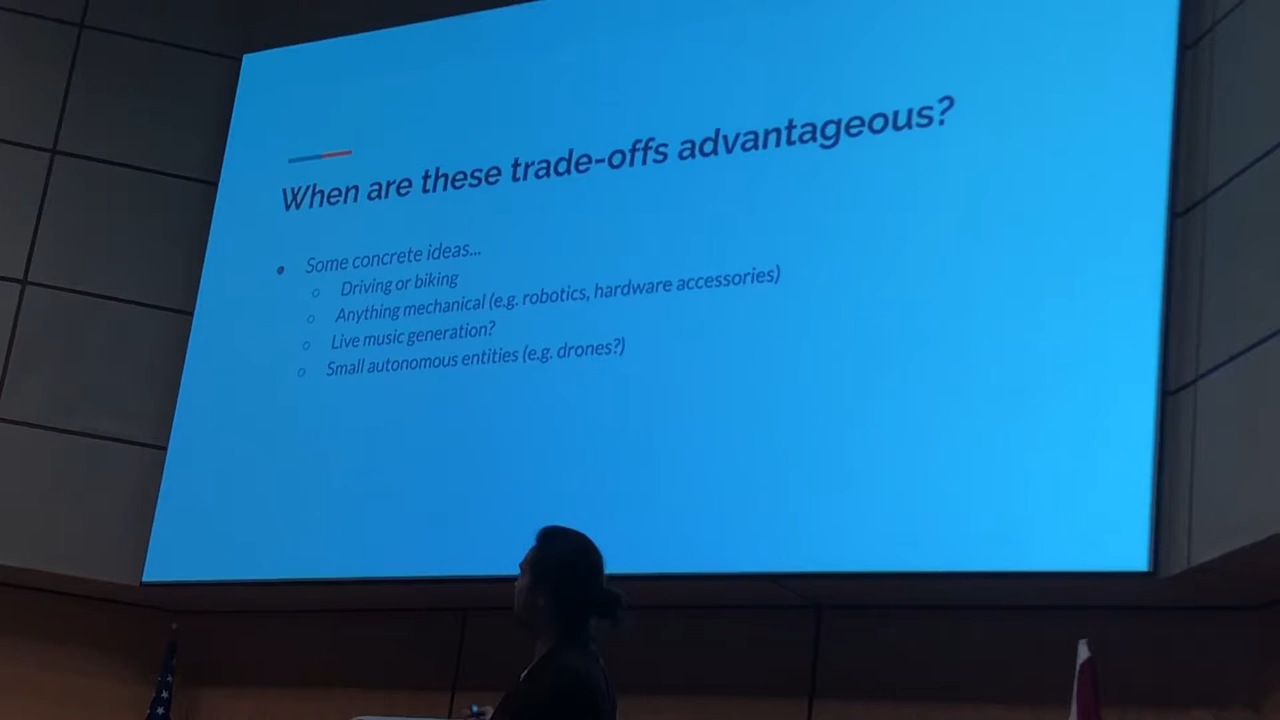 When are these trade-offs advantageous?
● Some concrete ideas...
○ Driving or biking
○ Anything mechanical (e.g. robotics, hardware accessories)
○ Live music generation?
○ Small autonomous entities (e.g. drones?)